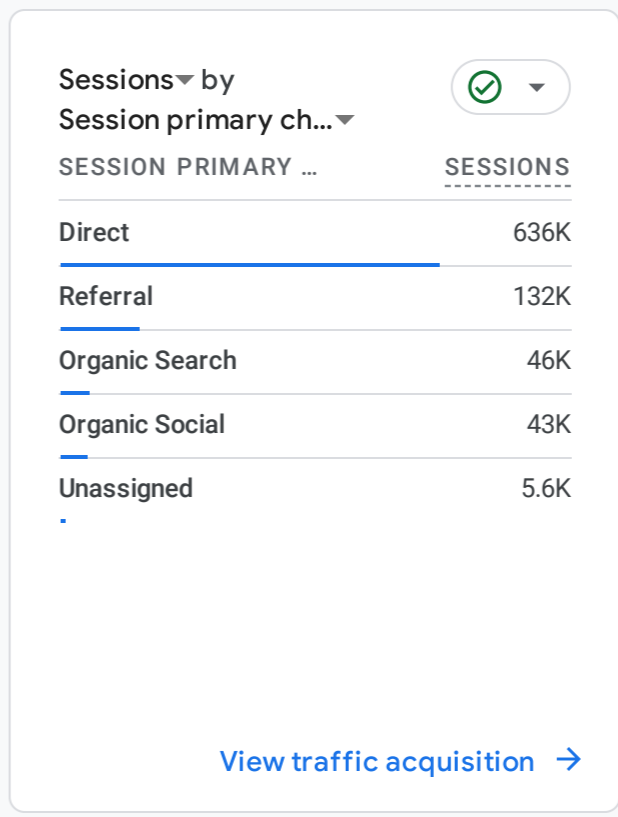 Sessions by
Session primary ch...
SESSION PRIMARY ... SESSIONS
Direct 636K
Referral 132K
Organic Search 46K
Organic Social 43K
Unassigned 5.6K
View traffic acquisition